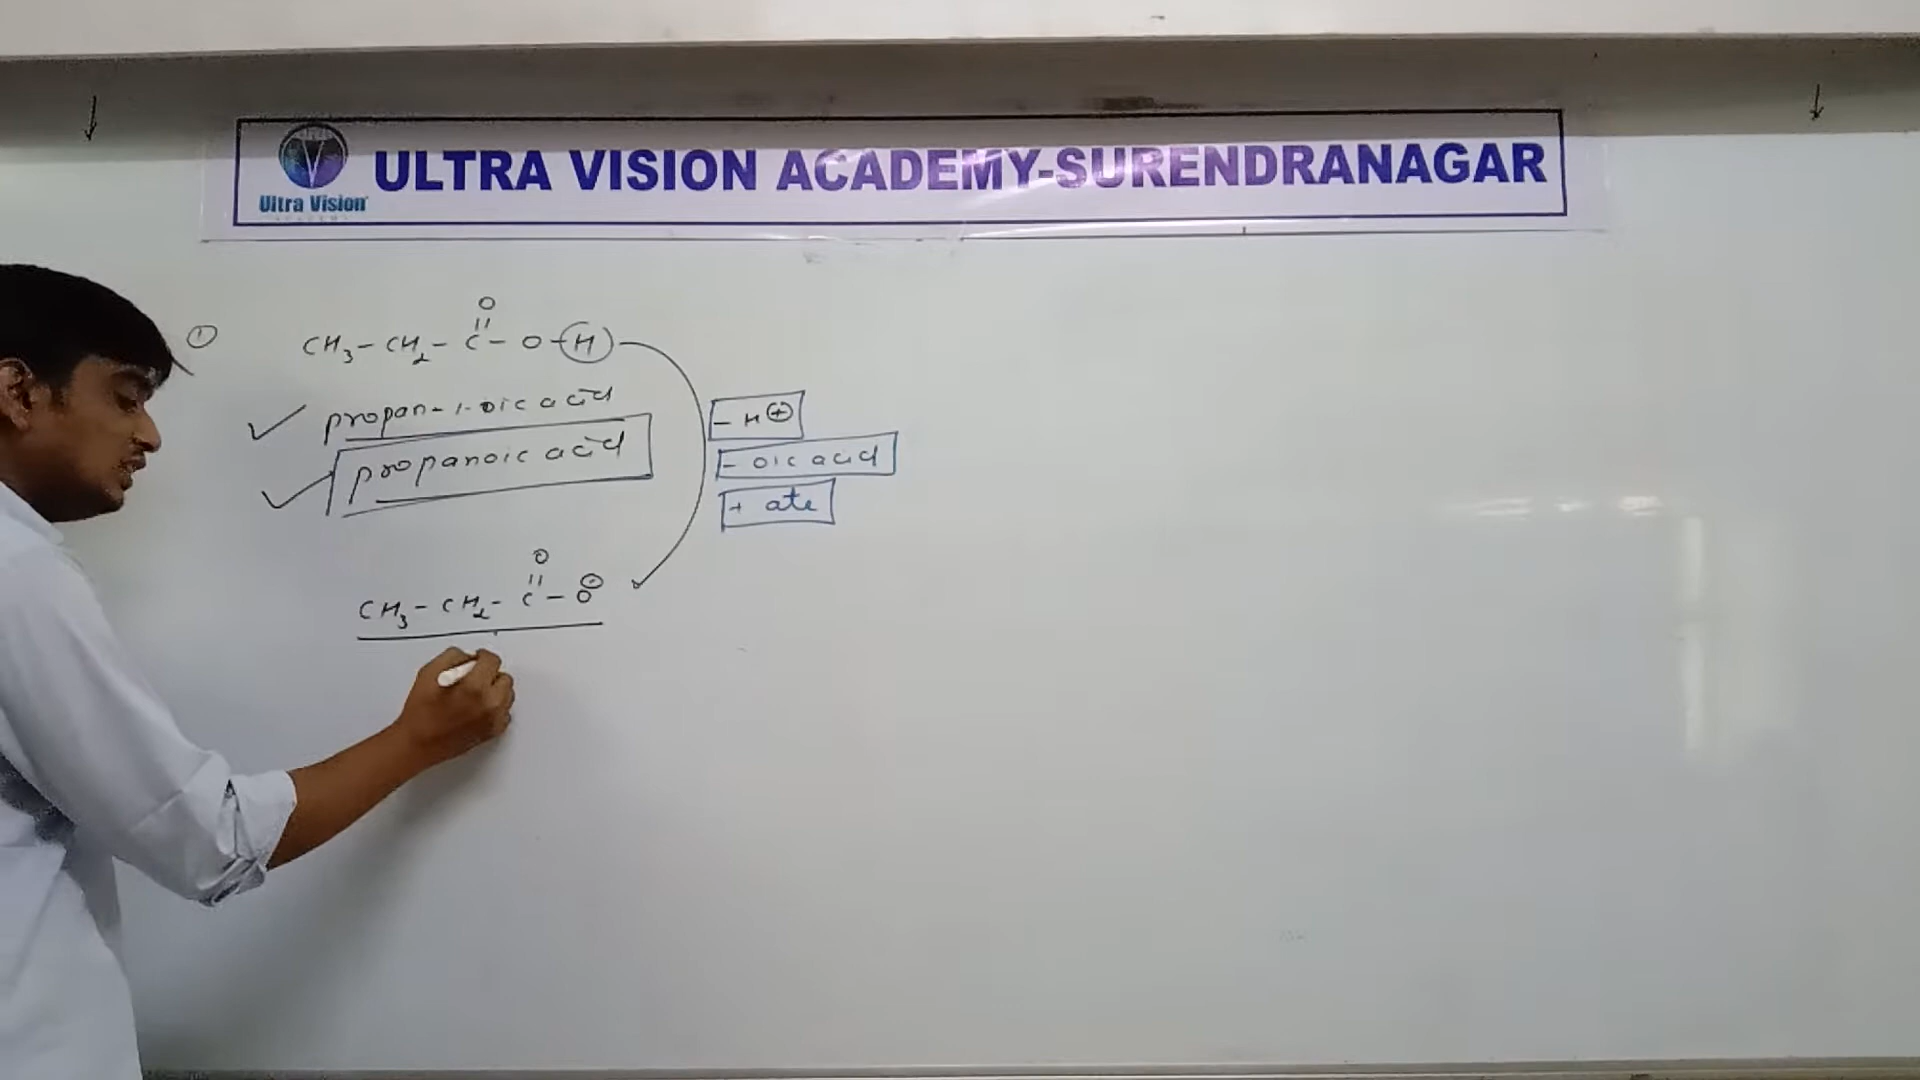 ULTRA VISION ACADEMY-SURENDRANAGAR
Ultra Vision
ACADEMY
①
O
||
CH₃ - CH₂ - C - O - H
propan-1-oic acid
propanoic acid
- H⊕
- oic acid
+ ate
O
||
CH₃ - CH₂ - C - O⊖